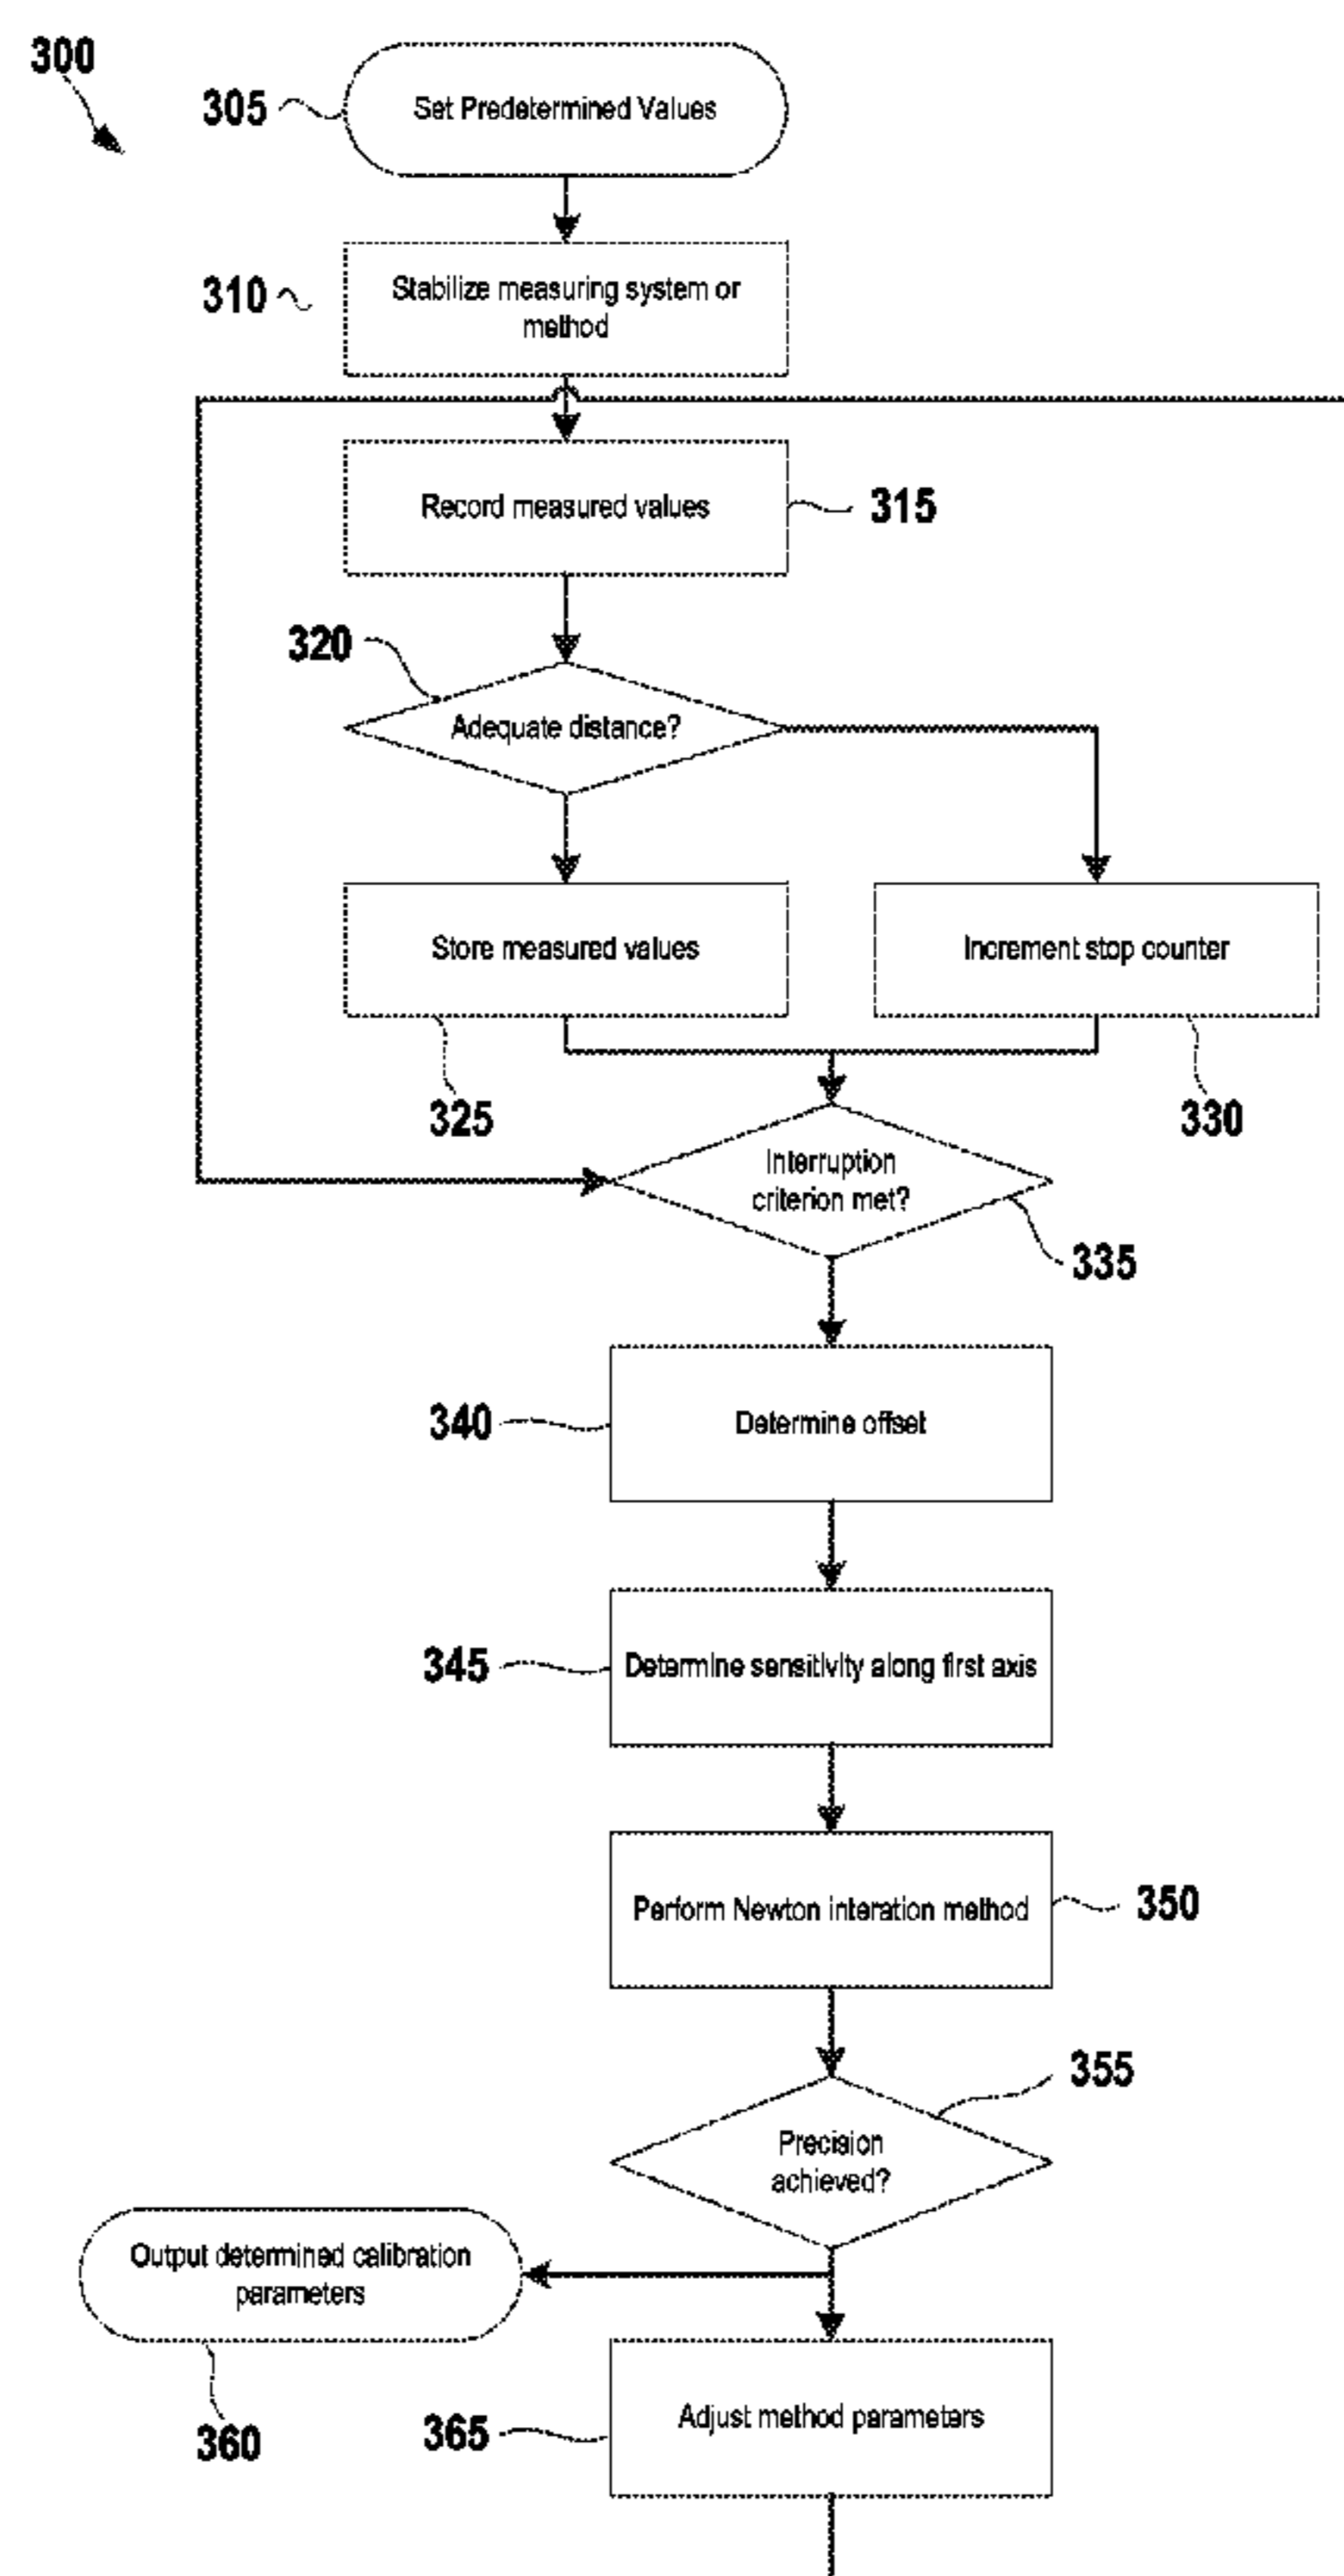 300
305
Set Predetermined Values
310
Stabilize measuring system or
method
Record measured values
315
320
Adequate distance?
Store measured values
Increment stop counter
325
330
Interruption
criterion met?
335
340
Determine offset
345
Determine sensitivity along first axis
Perform Newton interation method
350
355
Precision
achieved?
Output determined calibration
parameters
360
365
Adjust method parameters